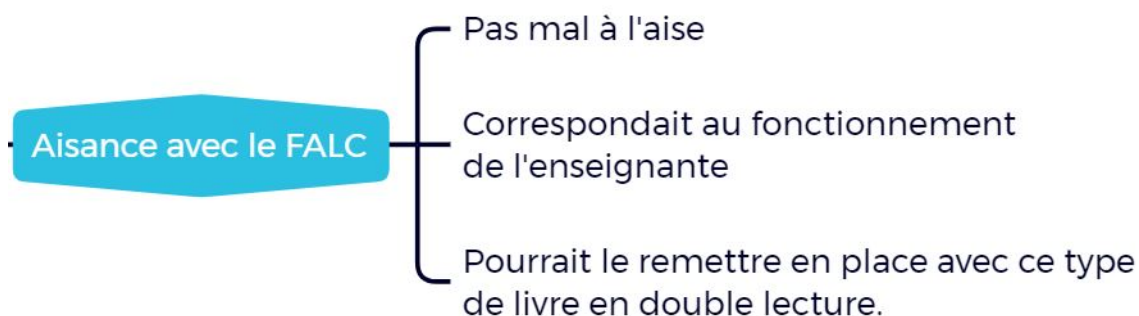 Aisance avec le FALC
Pas mal à l'aise
Correspondait au fonctionnement
de l'enseignante
Pourrait le remettre en place avec ce type
de livre en double lecture.